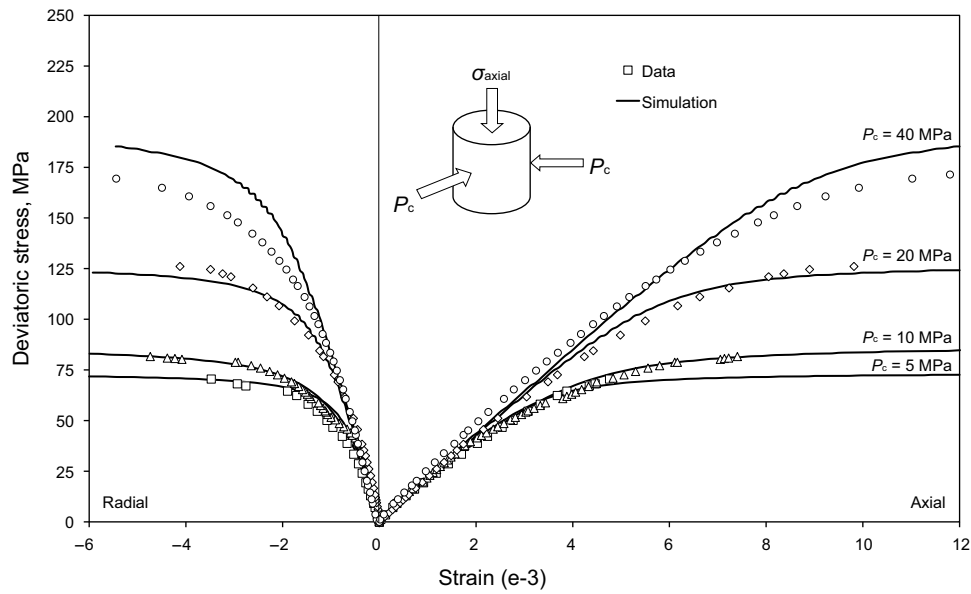 250
225
200
175
150
125
100
75
50
25
0
Deviatoric stress, MPa
σaxial
Pc
Pc
Data
Simulation
Pc = 40 MPa
Pc = 20 MPa
Pc = 10 MPa
Pc = 5 MPa
Radial
Axial
–6 –4 –2 0 2 4 6 8 10 12
Strain (e-3)